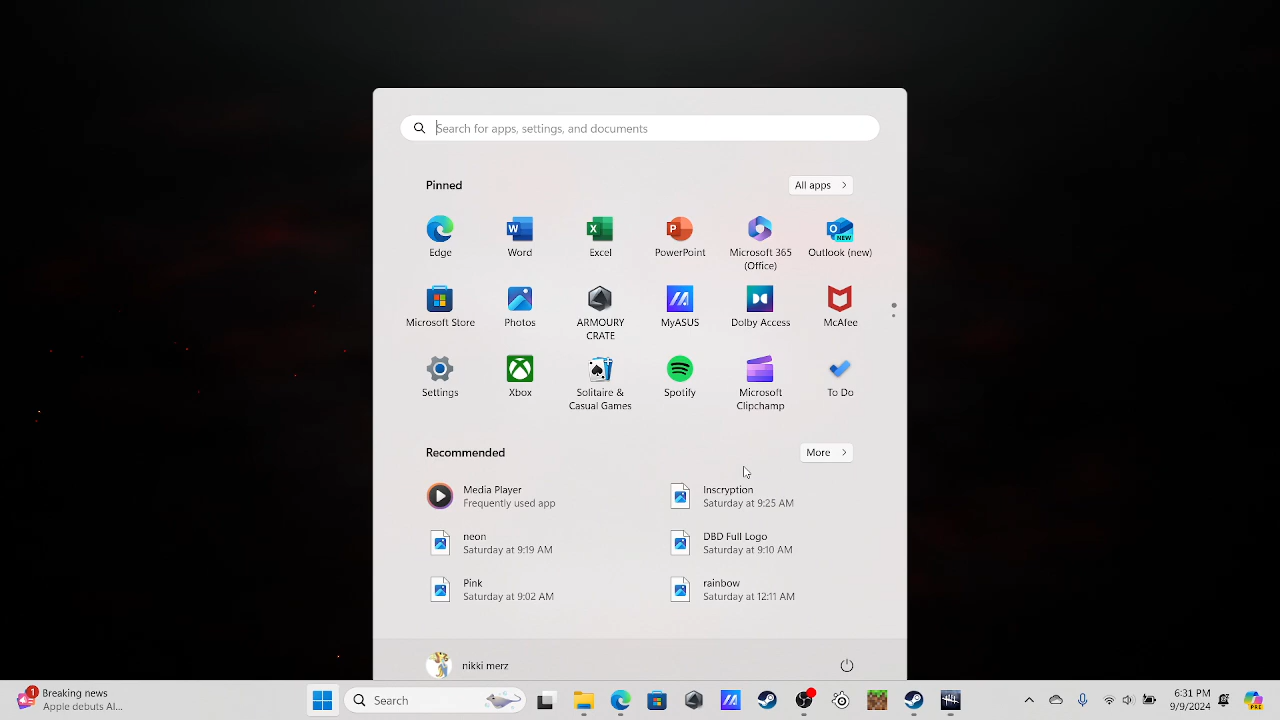 Search for apps, settings, and documents
Pinned
All apps
Edge
Word
Excel
PowerPoint
Microsoft 365
(Office)
NEW
Outlook (new)
Microsoft Store
Photos
ARMOURY
CRATE
MyASUS
Dolby Access
McAfee
Settings
Xbox
Solitaire &
Casual Games
Spotify
Microsoft
Clipchamp
To Do
Recommended
More
Media Player
Frequently used app
Inscryption
Saturday at 9:25 AM
neon
Saturday at 9:19 AM
DBD Full Logo
Saturday at 9:10 AM
Pink
Saturday at 9:02 AM
rainbow
Saturday at 12:11 AM
nikki merz
1
Breaking news
Apple debuts AI...
Search
6:31 PM
9/9/2024
PRE